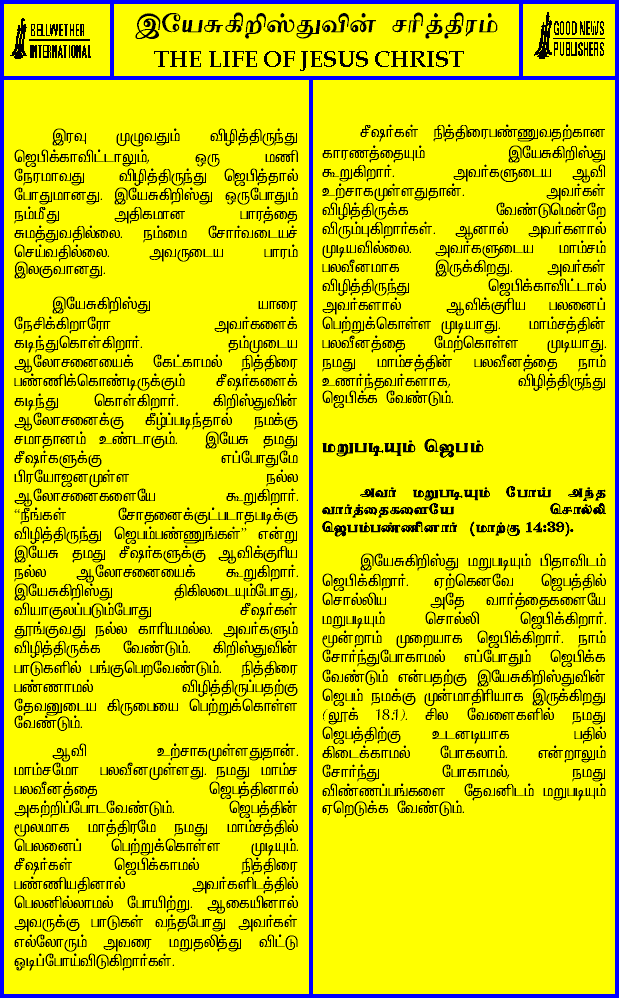 BELLWETHER
INTERNATIONAL
இயேசுகிறிஸ்துவின் சரித்திரம்
THE LIFE OF JESUS CHRIST
GOOD NEWS
PUBLISHERS
இரவு முழுவதும் விழித்திருந்து
ஜெபிக்காவிட்டாலும், ஒரு மணி
நேரமாவது விழித்திருந்து ஜெபித்தால்
போதுமானது. இயேசுகிறிஸ்து ஒருபோதும்
நம்மீது அதிகமான பாரத்தை
சுமத்துவதில்லை. நம்மை சோர்வடையச்
செய்வதில்லை. அவருடைய பாரம்
இலகுவானது.
இயேசுகிறிஸ்து யாரை
நேசிக்கிறாரோ அவர்களைக்
கடிந்துகொள்கிறார். தம்முடைய
ஆலோசனையைக் கேட்காமல் நித்திரை
பண்ணிக்கொண்டிருக்கும் சீஷர்களைக்
கடிந்து கொள்கிறார். கிறிஸ்துவின்
ஆலோசனைக்கு கீழ்ப்படிந்தால் நமக்கு
சமாதானம் உண்டாகும். இயேசு தமது
சீஷர்களுக்கு எப்போதுமே
பிரயோஜனமுள்ள நல்ல
ஆலோசனைகளையே கூறுகிறார்.
“நீங்கள் சோதனைக்குட்படாதபடிக்கு
விழித்திருந்து ஜெபம்பண்ணுங்கள்” என்று
இயேசு தமது சீஷர்களுக்கு ஆவிக்குரிய
நல்ல ஆலோசனையைக் கூறுகிறார்.
இயேசுகிறிஸ்து திகிலடையும்போது,
வியாகுலப்படும்போது சீஷர்கள்
தூங்குவது நல்ல காரியமல்ல. அவர்களும்
விழித்திருக்க வேண்டும். கிறிஸ்துவின்
பாடுகளில் பங்குபெறவேண்டும். நித்திரை
பண்ணாமல் விழித்திருப்பதற்கு
தேவனுடைய கிருபையை பெற்றுக்கொள்ள
வேண்டும்.
ஆவி உற்சாகமுள்ளதுதான்.
மாம்சமோ பலவீனமுள்ளது. நமது மாம்ச
பலவீனத்தை ஜெபத்தினால்
அகற்றிப்போடவேண்டும். ஜெபத்தின்
மூலமாக மாத்திரமே நமது மாம்சத்தில்
பெலனைப் பெற்றுக்கொள்ள முடியும்.
சீஷர்கள் ஜெபிக்காமல் நித்திரை
பண்ணியதினால் அவர்களிடத்தில்
பெலனில்லாமல் போயிற்று. ஆகையினால்
அவருக்கு பாடுகள் வந்தபோது அவர்கள்
எல்லோரும் அவரை மறுதலித்து விட்டு
ஓடிப்போய்விடுகிறார்கள்.
சீஷர்கள் நித்திரைபண்ணுவதற்கான
காரணத்தையும் இயேசுகிறிஸ்து
கூறுகிறார். அவர்களுடைய ஆவி
உற்சாகமுள்ளதுதான். அவர்கள்
விழித்திருக்க வேண்டுமென்றே
விரும்புகிறார்கள். ஆனால் அவர்களால்
முடியவில்லை. அவர்களுடைய மாம்சம்
பலவீனமாக இருக்கிறது. அவர்கள்
விழித்திருந்து ஜெபிக்காவிட்டால்
அவர்களால் ஆவிக்குரிய பலனைப்
பெற்றுக்கொள்ள முடியாது. மாம்சத்தின்
பலவீனத்தை மேற்கொள்ள முடியாது.
நமது மாம்சத்தின் பலவீனத்தை நாம்
உணர்ந்தவர்களாக, விழித்திருந்து
ஜெபிக்க வேண்டும்.
மறுபடியும் ஜெபம்
அவர் மறுபடியும் போய் அந்த
வார்த்தைகளையே சொல்லி
ஜெபம்பண்ணினார் (மாற்கு 14:39).
இயேசுகிறிஸ்து மறுபடியும் பிதாவிடம்
ஜெபிக்கிறார். ஏற்கெனவே ஜெபத்தில்
சொல்லிய அதே வார்த்தைகளையே
மறுபடியும் சொல்லி ஜெபிக்கிறார்.
மூன்றாம் முறையாக ஜெபிக்கிறார். நாம்
சோர்ந்துபோகாமல் எப்போதும் ஜெபிக்க
வேண்டும் என்பதற்கு இயேசுகிறிஸ்துவின்
ஜெபம் நமக்கு முன்மாதிரியாக இருக்கிறது
(லூக் 18:1). சில வேளைகளில் நமது
ஜெபத்திற்கு உடனடியாக பதில்
கிடைக்காமல் போகலாம். என்றாலும்
சோர்ந்து போகாமல், நமது
விண்ணப்பங்களை தேவனிடம் மறுபடியும்
ஏறெடுக்க வேண்டும்.